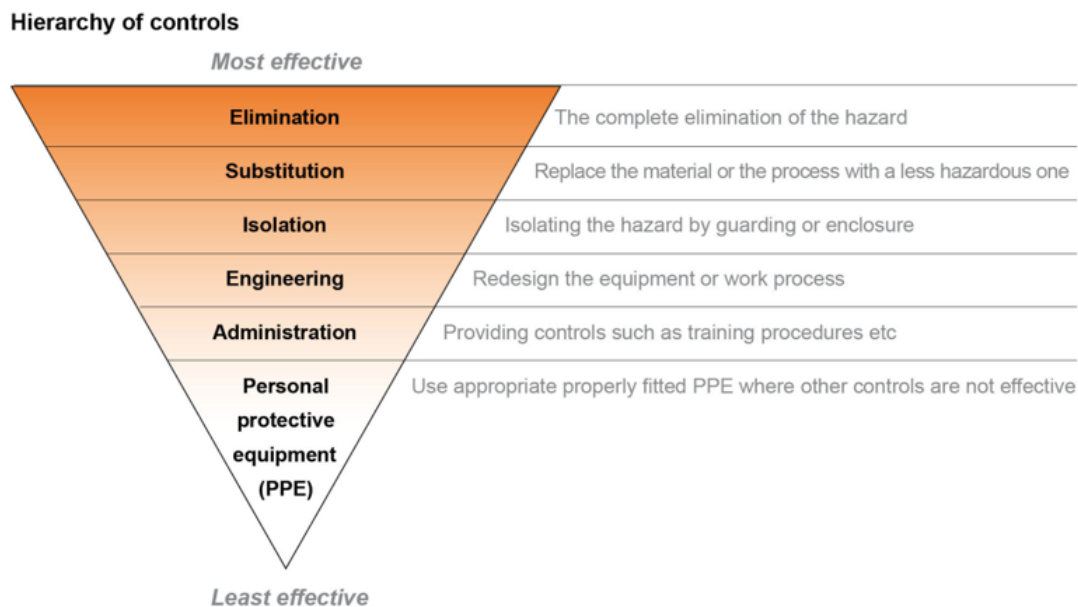 Hierarchy of controls
Most effective
Elimination
The complete elimination of the hazard
Substitution
Replace the material or the process with a less hazardous one
Isolation
Isolating the hazard by guarding or enclosure
Engineering
Redesign the equipment or work process
Administration
Providing controls such as training procedures etc
Personal
protective
equipment
(PPE)
Use appropriate properly fitted PPE where other controls are not effective
Least effective